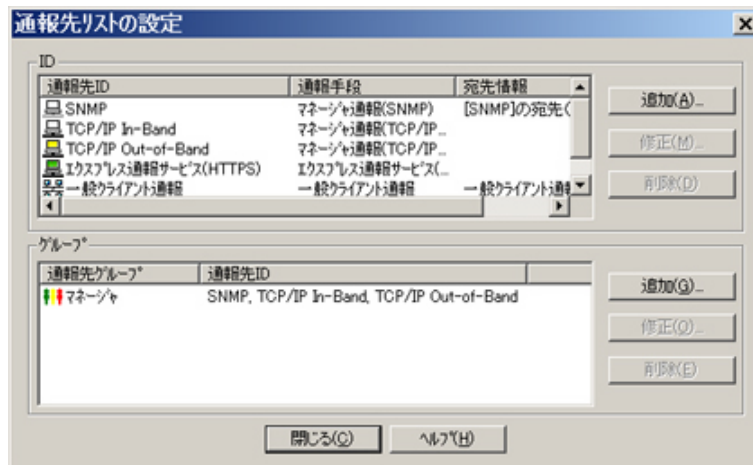 通報先リストの設定
ID
通報先ID 通報手段 宛先情報
SNMP マネージャ通報(SNMP) [SNMP]の宛先(
TCP/IP In-Band マネージャ通報(TCP/IP...
TCP/IP Out-of-Band マネージャ通報(TCP/IP...
エクスプレス通報サービス(HTTPS) エクスプレス通報サービス(...
一般クライアント通報 一般クライアント通報 一般クライアント通
追加(A)...
修正(M)...
削除(D)
グループ
通報先グループ 通報先ID
マネージャ SNMP, TCP/IP In-Band, TCP/IP Out-of-Band
追加(G)...
修正(O)...
削除(E)
閉じる(C) ヘルプ(H)